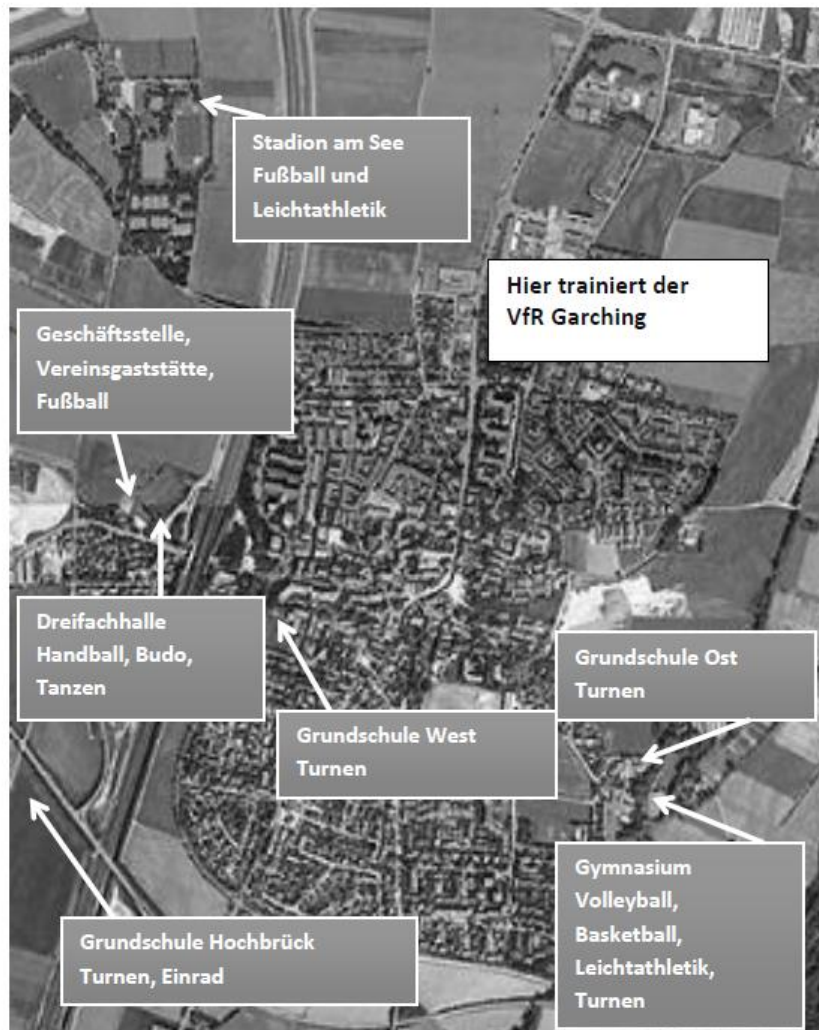 Stadion am See
Fußball und
Leichtathletik
Hier trainiert der
VfR Garching
Geschäftsstelle,
Vereinsgaststätte,
Fußball
Dreifachhalle
Handball, Budo,
Tanzen
Grundschule Ost
Turnen
Grundschule West
Turnen
Gymnasium
Volleyball,
Basketball,
Leichtathletik,
Turnen
Grundschule Hochbrück
Turnen, Einrad